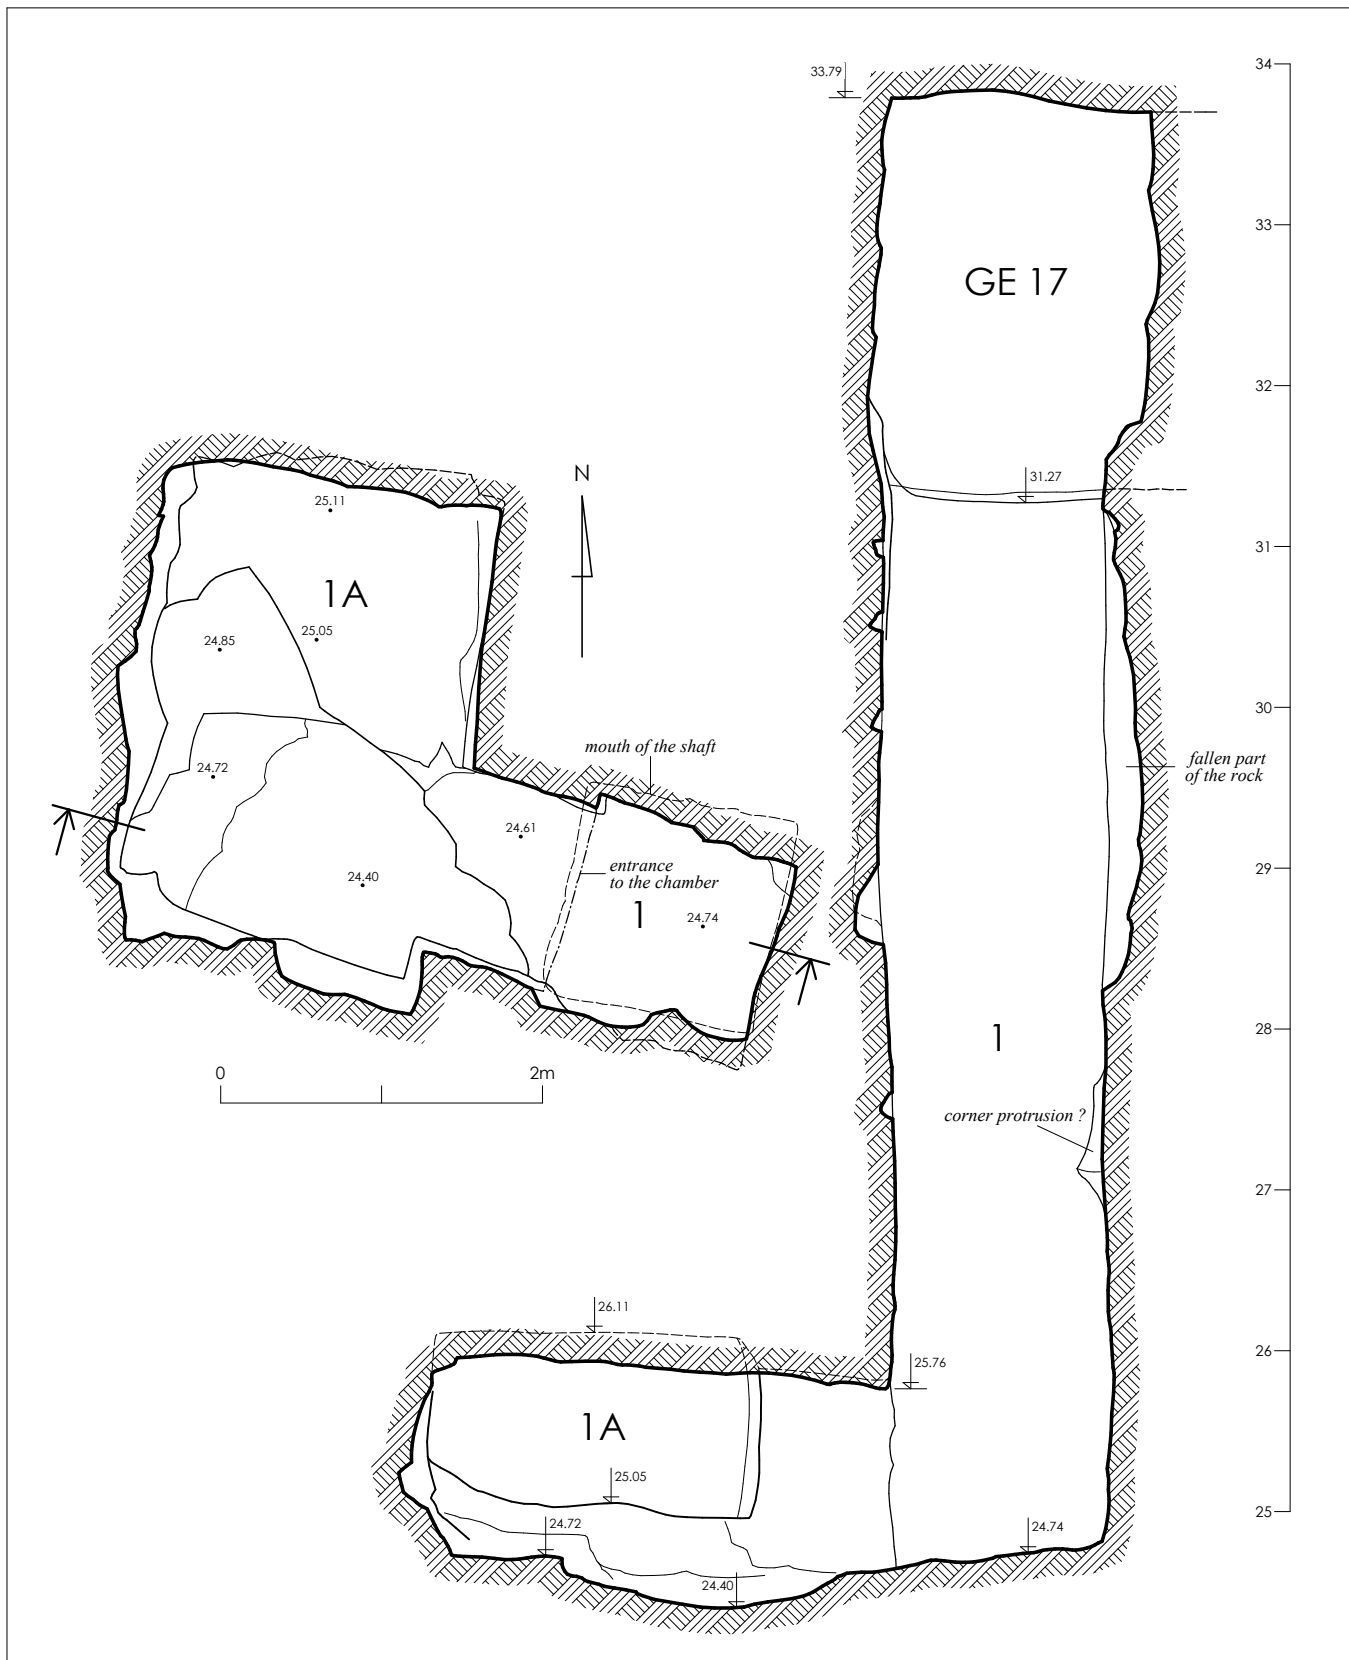 33.79
34
33
GE 17
32
31.27
31
N
25.11
1A
25.05
24.85
30
mouth of the shaft
24.72
fallen part
of the rock
24.61
entrance
to the chamber
24.40
29
1
24.74
28
1
0
2m
corner protrusion ?
27
26.11
26
25.76
1A
25.05
25
24.72
24.74
24.40